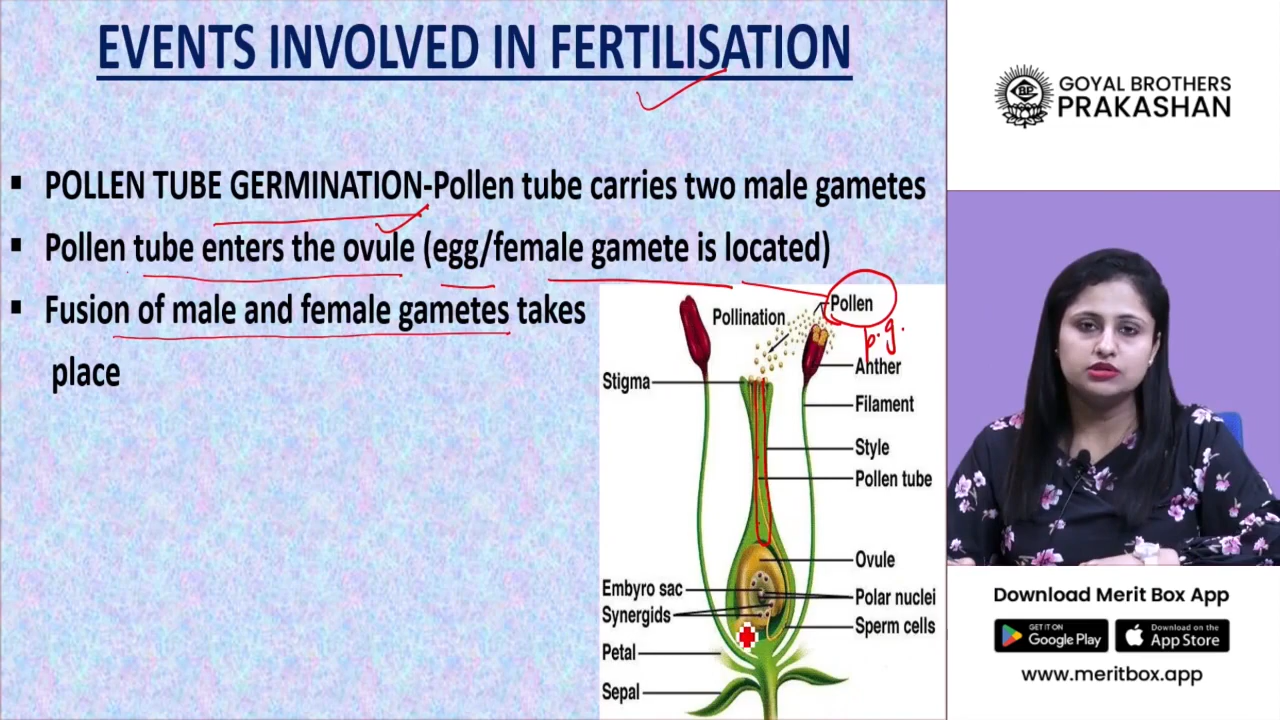 EVENTS INVOLVED IN FERTILISATION
▪ POLLEN TUBE GERMINATION-Pollen tube carries two male gametes
▪ Pollen tube enters the ovule (egg/female gamete is located)
▪ Fusion of male and female gametes takes
place
Pollination
Pollen
p.g.
Anther
Stigma
Filament
Style
Pollen tube
Ovule
Embyro sac
Polar nuclei
Synergids
Sperm cells
Petal
Sepal
GBP
GOYAL BROTHERS
PRAKASHAN
Download Merit Box App
GET IT ON
Google Play
Download on the
App Store
www.meritbox.app